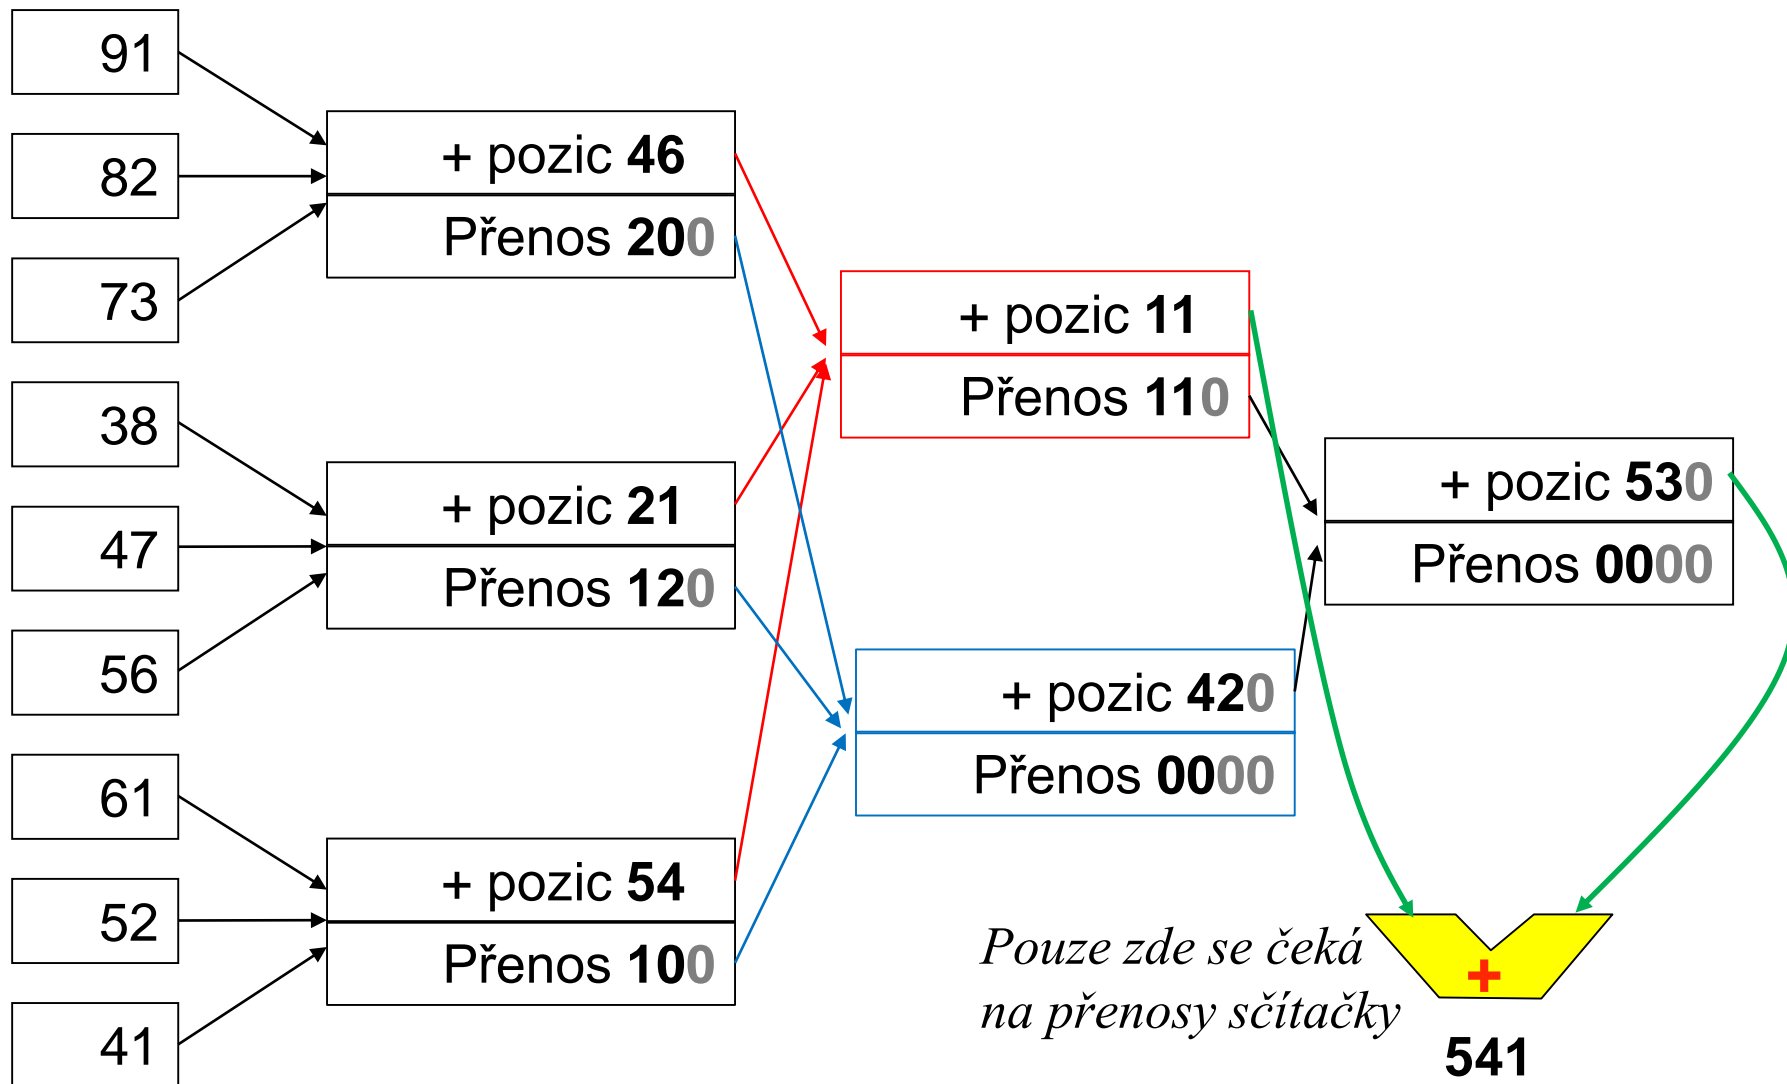 91
82
73
38
47
56
61
52
41
+ pozic 46
Přenos 200
+ pozic 21
Přenos 120
+ pozic 54
Přenos 100
+ pozic 11
Přenos 110
+ pozic 420
Přenos 0000
+ pozic 530
Přenos 0000
Pouze zde se čeká
na přenosy sčítačky
+
541